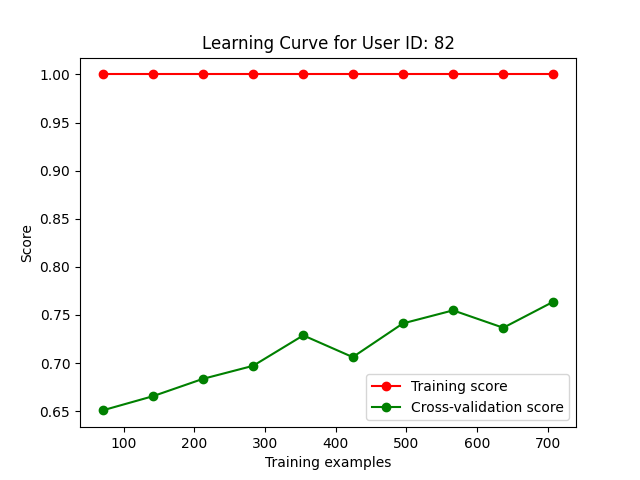 Learning Curve for User ID: 82
1.00
0.95
0.90
0.85
0.80
0.75
0.70
0.65
Score
Training score
Cross-validation score
100 200 300 400 500 600 700
Training examples